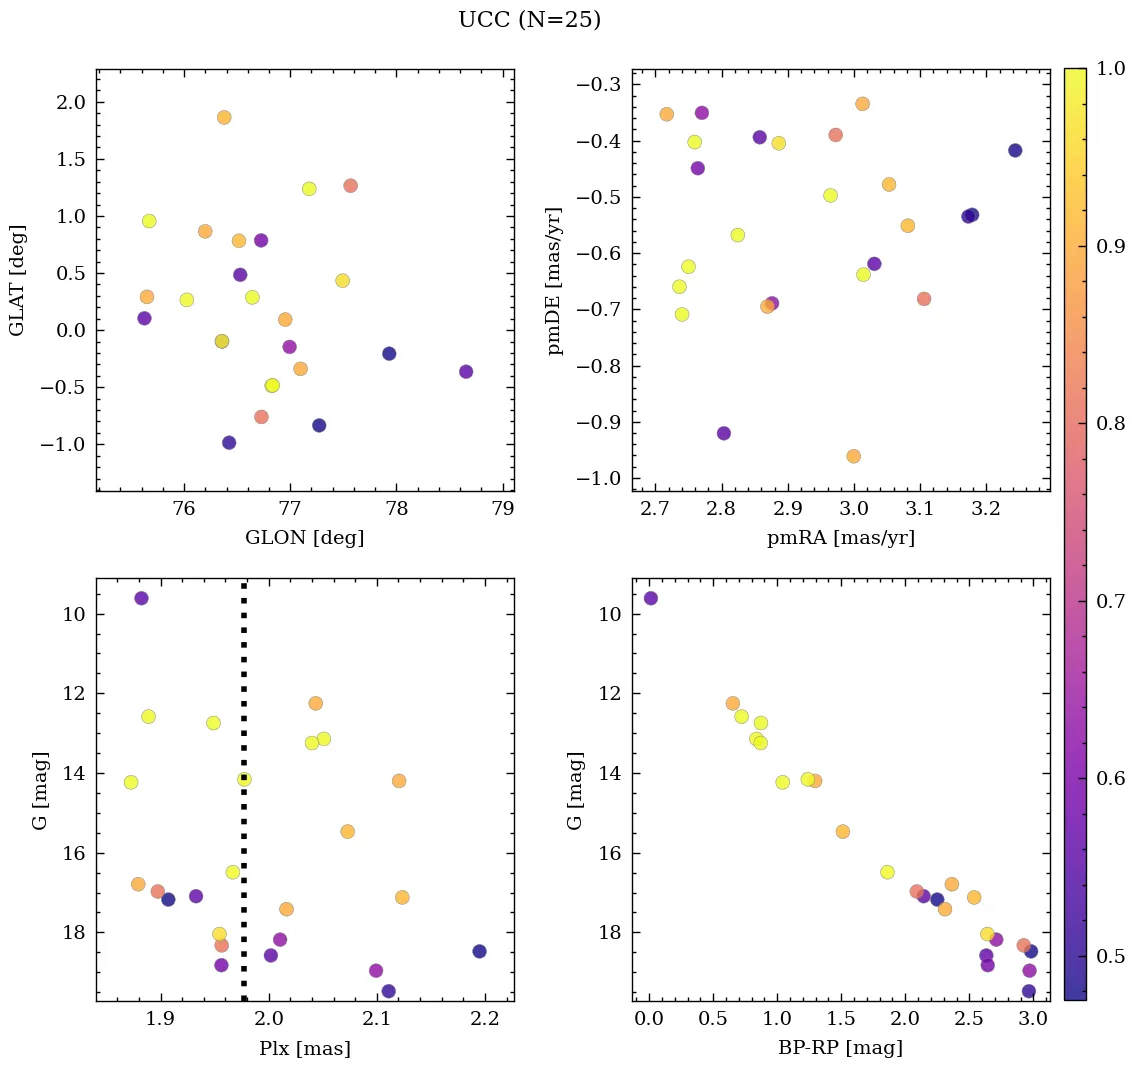 UCC (N=25)
2.0
1.5
1.0
0.5
0.0
−0.5
−1.0
GLAT [deg]
76 77 78 79
GLON [deg]
−0.3
−0.4
−0.5
−0.6
−0.7
−0.8
−0.9
−1.0
pmDE [mas/yr]
2.7 2.8 2.9 3.0 3.1 3.2
pmRA [mas/yr]
1.0
0.9
0.8
0.7
0.6
0.5
10
12
14
16
18
G [mag]
1.9 2.0 2.1 2.2
Plx [mas]
10
12
14
16
18
G [mag]
0.0 0.5 1.0 1.5 2.0 2.5 3.0
BP-RP [mag]